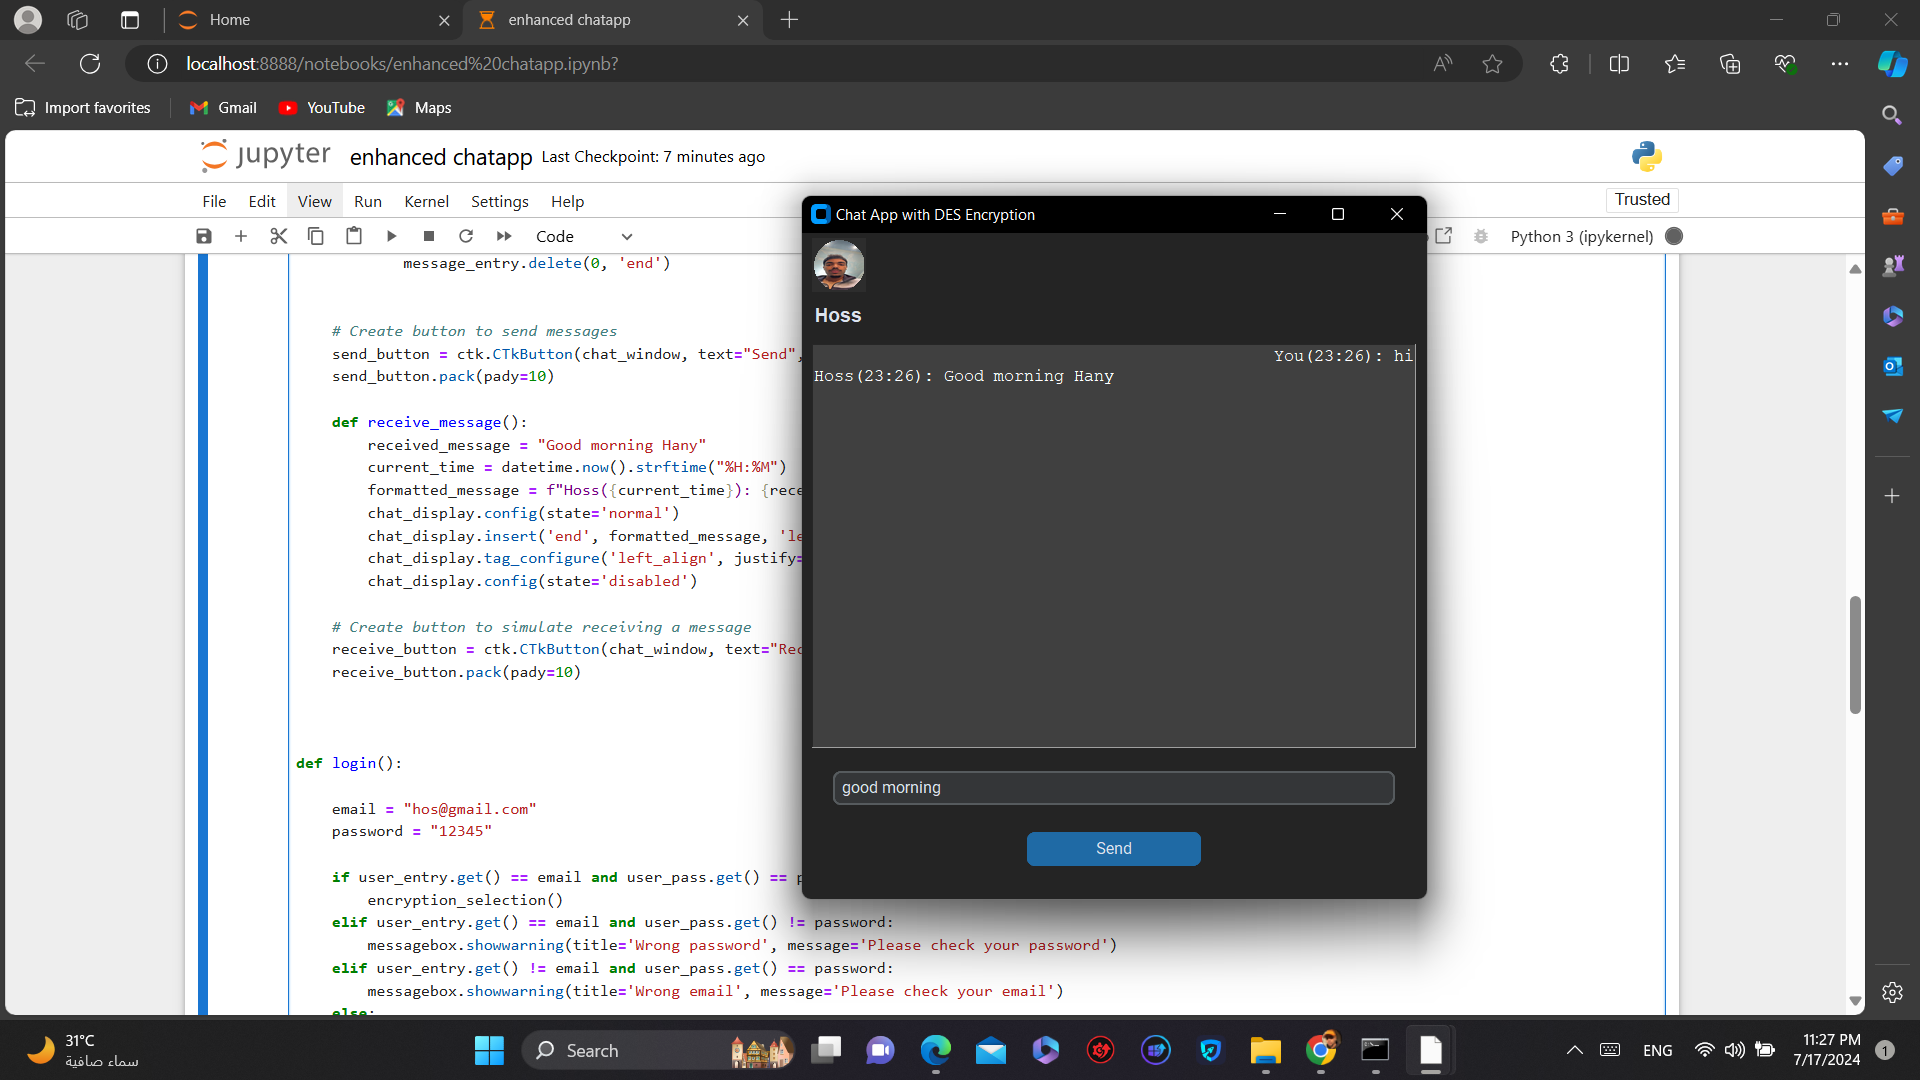 Home
enhanced chatapp
localhost:8888/notebooks/enhanced%20chatapp.ipynb?
Import favorites
Gmail
YouTube
Maps
jupyter
enhanced chatapp
Last Checkpoint: 7 minutes ago
File
Edit
View
Run
Kernel
Settings
Help
Trusted
Code
Python 3 (ipykernel)
message_entry.delete(0, 'end')
# Create button to send messages
send_button = ctk.CTkButton(chat_window, text="Send",
send_button.pack(pady=10)
def receive_message():
received_message = "Good morning Hany"
current_time = datetime.now().strftime("%H:%M")
formatted_message = f"Hoss({current_time}): {rece
chat_display.config(state='normal')
chat_display.insert('end', formatted_message, 'le
chat_display.tag_configure('left_align', justify=
chat_display.config(state='disabled')
# Create button to simulate receiving a message
receive_button = ctk.CTkButton(chat_window, text="Rec
receive_button.pack(pady=10)
def login():
email = "hos@gmail.com"
password = "12345"
if user_entry.get() == email and user_pass.get() == p
encryption_selection()
elif user_entry.get() == email and user_pass.get() != password:
messagebox.showwarning(title='Wrong password', message='Please check your password')
elif user_entry.get() != email and user_pass.get() == password:
messagebox.showwarning(title='Wrong email', message='Please check your email')
else:
Chat App with DES Encryption
Hoss
You(23:26): hi
Hoss(23:26): Good morning Hany
good morning
Send
31°C
سماء صافية
Search
ENG
11:27 PM
7/17/2024
1